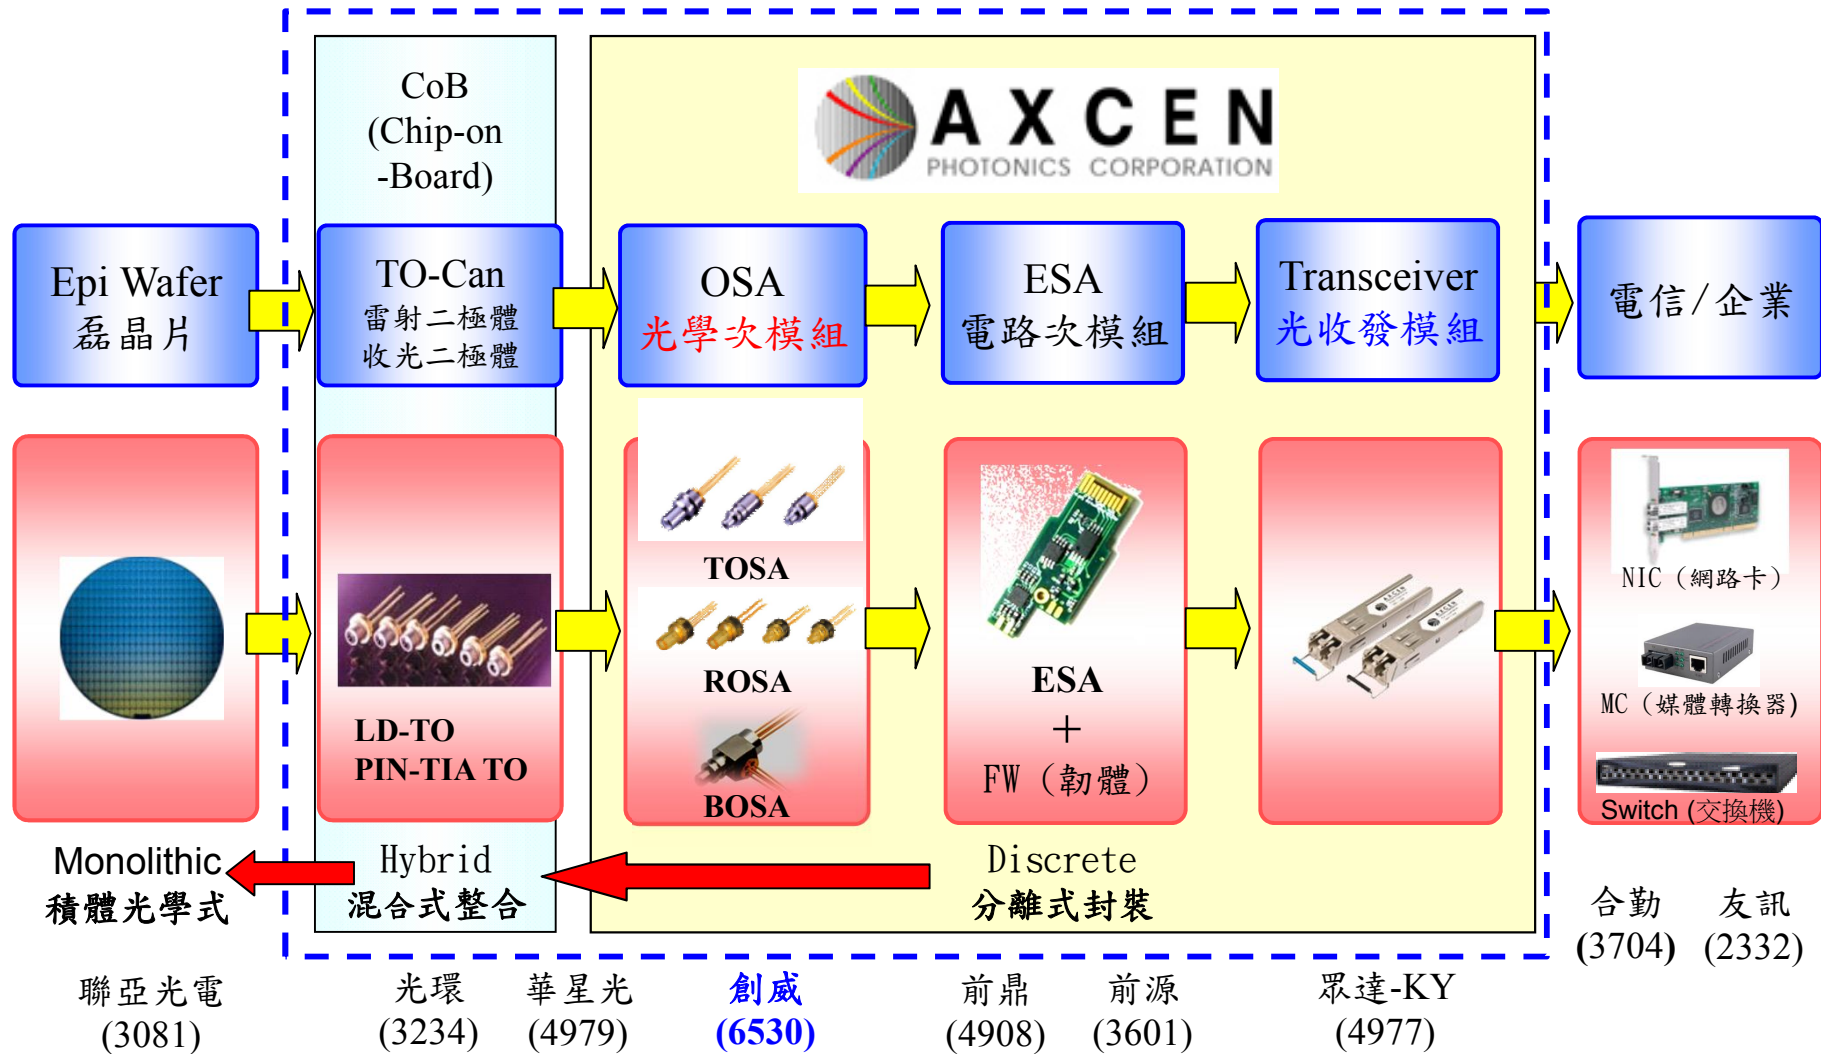 CoB
(Chip-on
-Board)
AXCEN
PHOTONICS CORPORATION
Epi Wafer
磊晶片
TO-Can
雷射二極體
收光二極體
OSA
光學次模組
ESA
電路次模組
Transceiver
光收發模組
電信/企業
LD-TO
PIN-TIA TO
TOSA
ROSA
BOSA
ESA
+
FW (韌體)
AXCEN
AXCEN
NIC (網路卡)
MC (媒體轉換器)
Switch (交換機)
Monolithic
積體光學式
Hybrid
混合式整合
Discrete
分離式封裝
聯亞光電
(3081)
光環
(3234)
華星光
(4979)
創威
(6530)
前鼎
(4908)
前源
(3601)
眾達-KY
(4977)
合勤
(3704)
友訊
(2332)